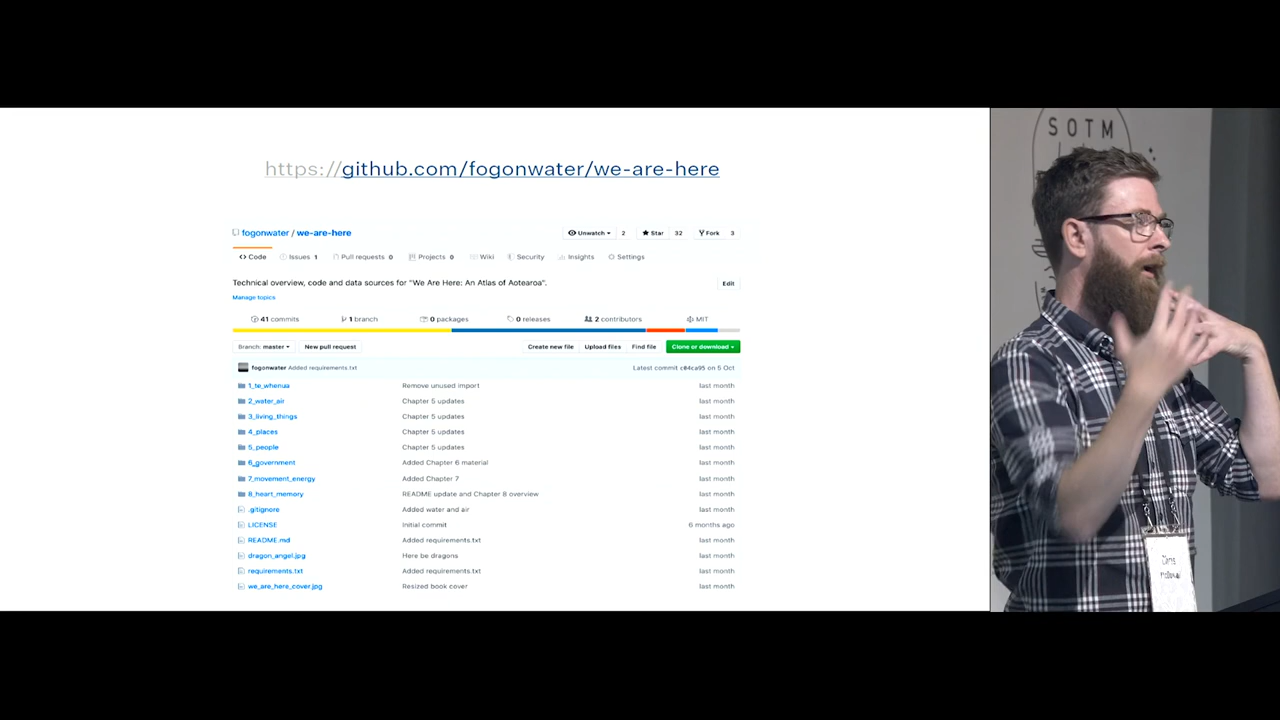 https://github.com/fogonwater/we-are-here
fogonwater / we-are-here
Unwatch 2 Star 32 Fork 3
Code Issues 1 Pull requests 0 Projects 0 Wiki Security Insights Settings
Technical overview, code and data sources for "We Are Here: An Atlas of Aotearoa".
Edit
Manage topics
41 commits 1 branch 0 packages 0 releases 2 contributors MIT
Branch: master New pull request Create new file Upload files Find file Clone or download
fogonwater Added requirements.txt Latest commit c84ca95 on 5 Oct
1_te_whenua Remove unused import last month
2_water_air Chapter 5 updates last month
3_living_things Chapter 5 updates last month
4_places Chapter 5 updates last month
5_people Chapter 5 updates last month
6_government Added Chapter 6 material last month
7_movement_energy Added Chapter 7 last month
8_heart_memory README update and Chapter 8 overview last month
.gitignore Added water and air last month
LICENSE Initial commit 6 months ago
README.md Added requirements.txt last month
dragon_angel.jpg Here be dragons last month
requirements.txt Added requirements.txt last month
we_are_here_cover.jpg Resized book cover last month
SOTM
Chris
McDowall